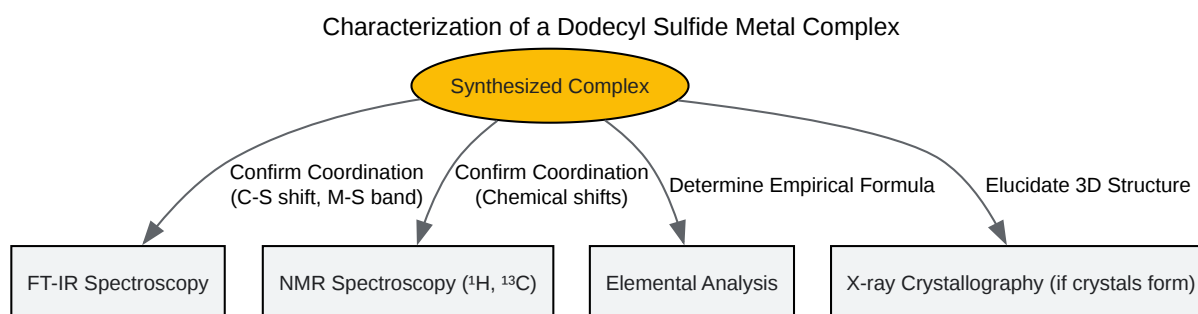 Characterization of a Dodecyl Sulfide Metal Complex
Synthesized Complex
Confirm Coordination
(C-S shift, M-S band)
Confirm Coordination
(Chemical shifts)
Determine Empirical Formula
Elucidate 3D Structure
FT-IR Spectroscopy
NMR Spectroscopy (¹H, ¹³C)
Elemental Analysis
X-ray Crystallography (if crystals form)